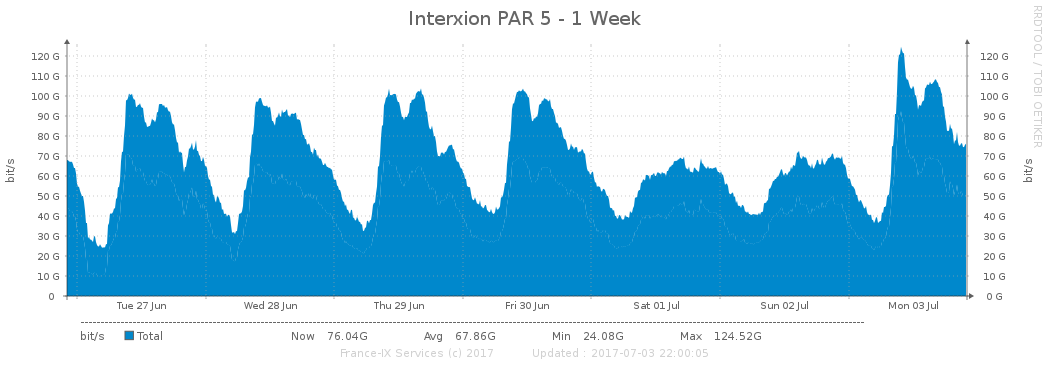 Interxion PAR 5 - 1 Week
RRDTOOL / TOBI OETIKER
120 G 120 G
110 G 110 G
100 G 100 G
90 G 90 G
80 G 80 G
70 G 70 G
60 G 60 G
50 G 50 G
40 G 40 G
30 G 30 G
20 G 20 G
10 G 10 G
0 0 G
bit/s bit/s
Tue 27 Jun Wed 28 Jun Thu 29 Jun Fri 30 Jun Sat 01 Jul Sun 02 Jul Mon 03 Jul
bit/s Total Now 76.04G Avg 67.86G Min 24.08G Max 124.52G
France-IX Services (c) 2017 Updated : 2017-07-03 22:00:05